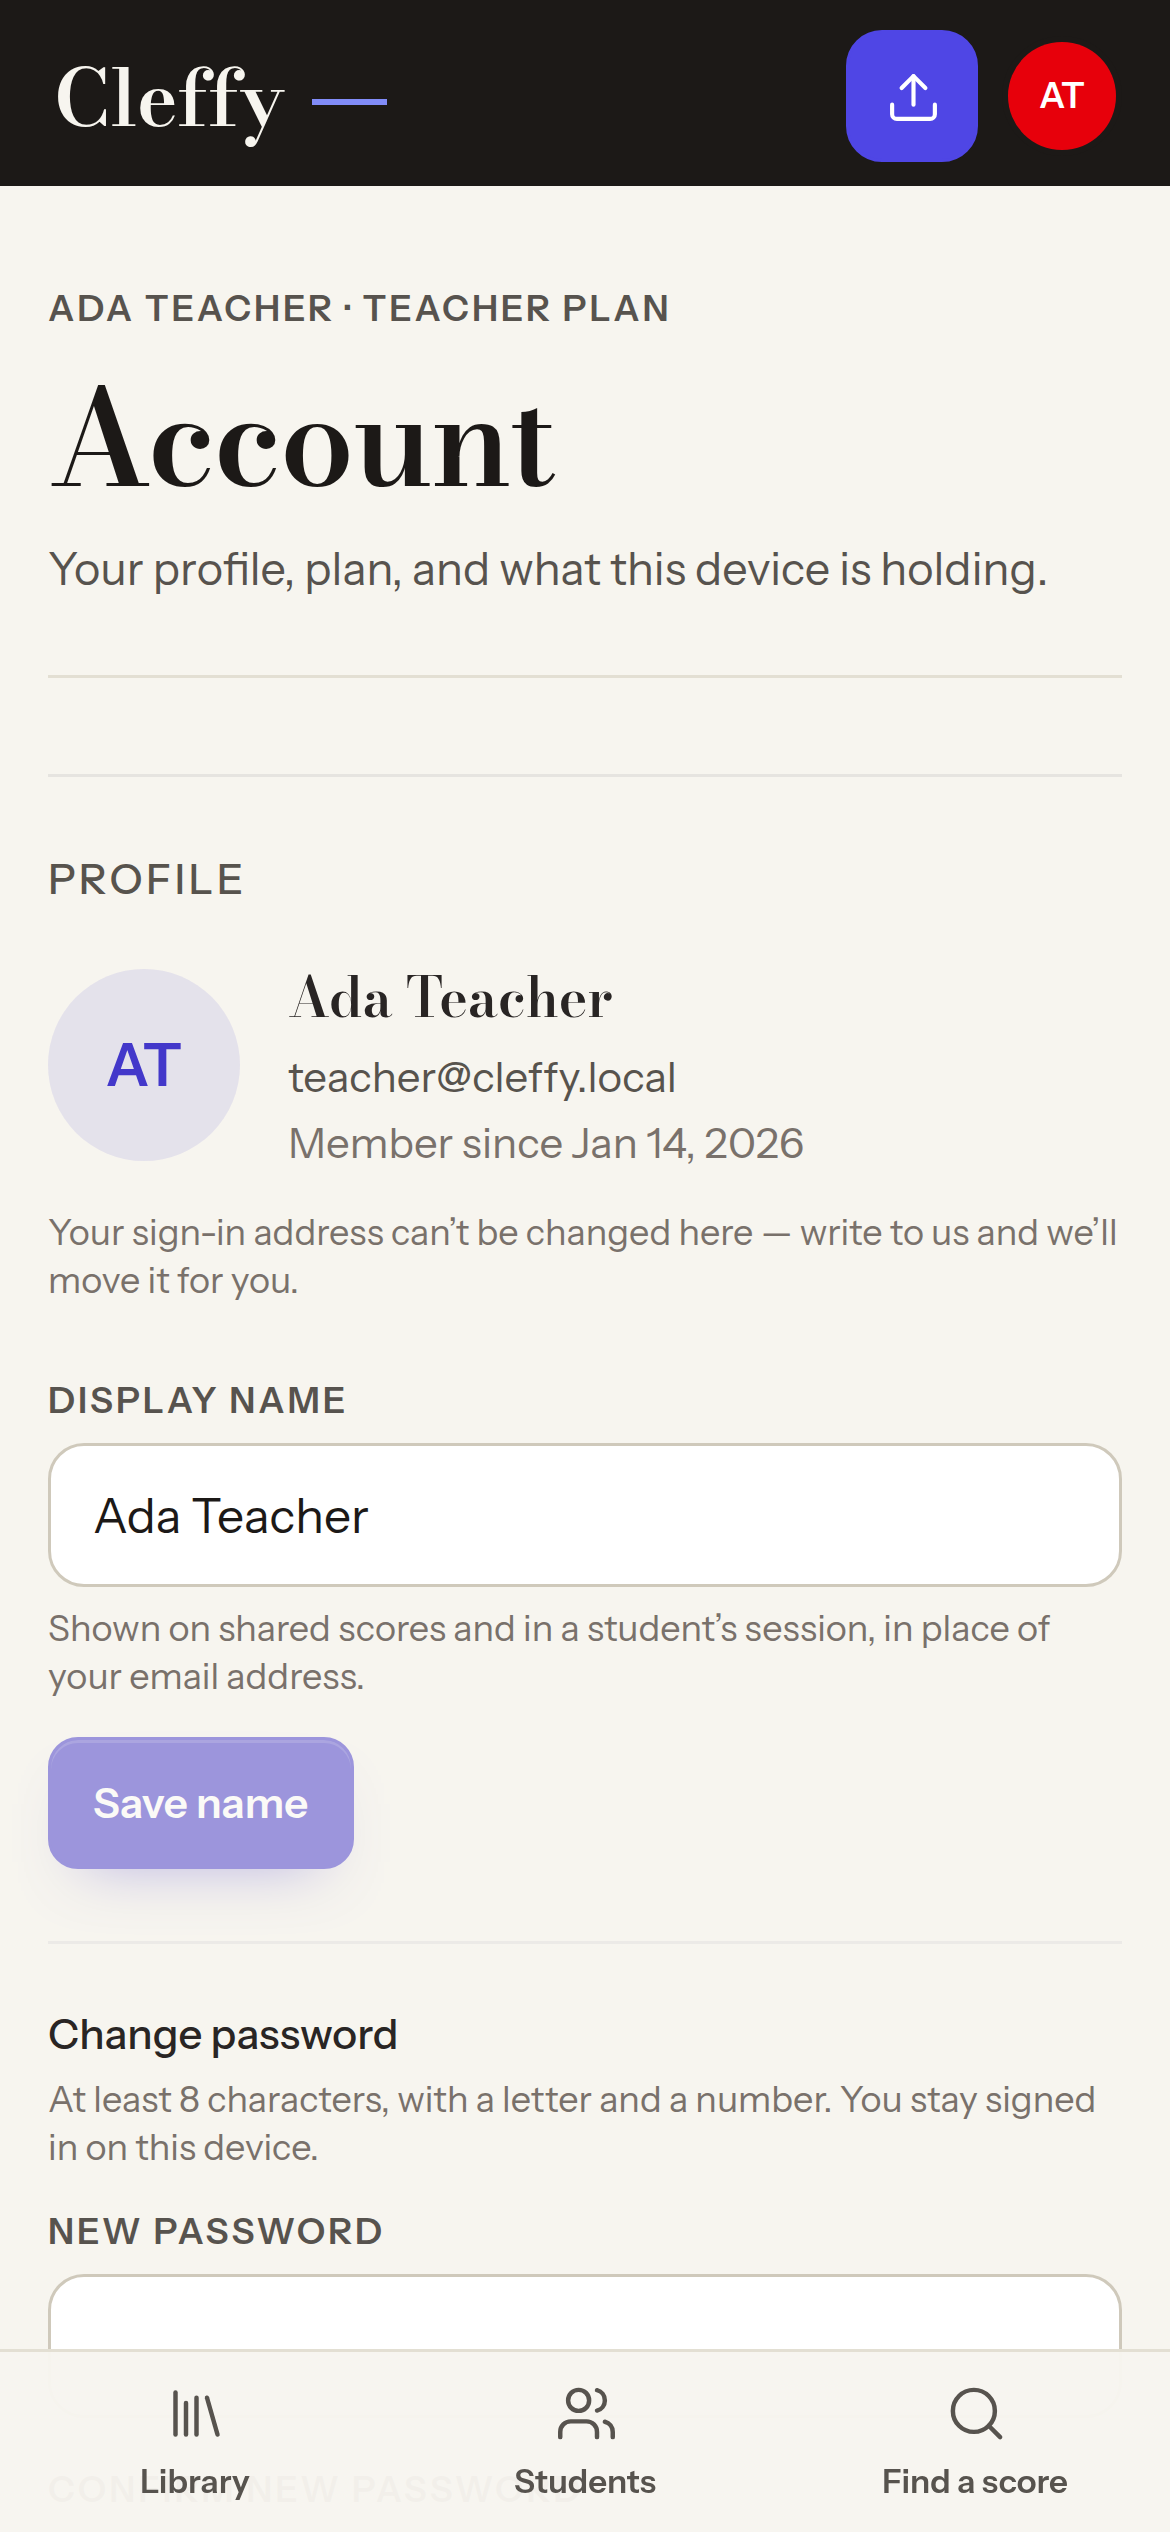 Cleffy
AT
ADA TEACHER · TEACHER PLAN
Account
Your profile, plan, and what this device is holding.
PROFILE
AT
Ada Teacher
teacher@cleffy.local
Member since Jan 14, 2026
Your sign-in address can’t be changed here — write to us and we’ll
move it for you.
DISPLAY NAME
Ada Teacher
Shown on shared scores and in a student’s session, in place of
your email address.
Save name
Change password
At least 8 characters, with a letter and a number. You stay signed
in on this device.
NEW PASSWORD
CONFIRM NEW PASSWORD
Library
Students
Find a score